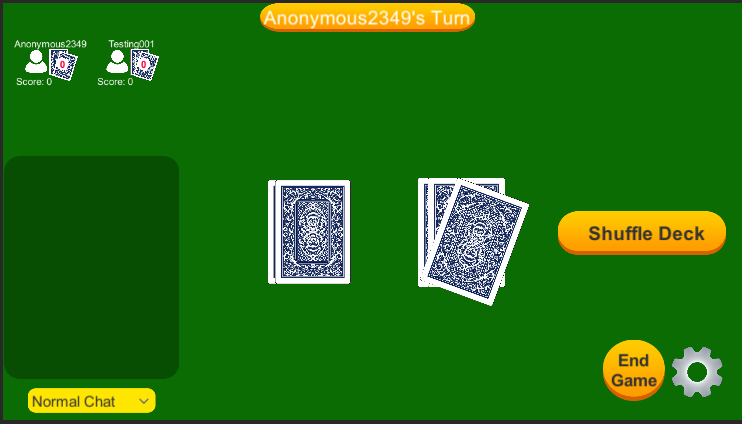 Anonymous2349's Turn
Anonymous2349
Testing001
0
0
Score: 0
Score: 0
Shuffle Deck
End
Game
Normal Chat